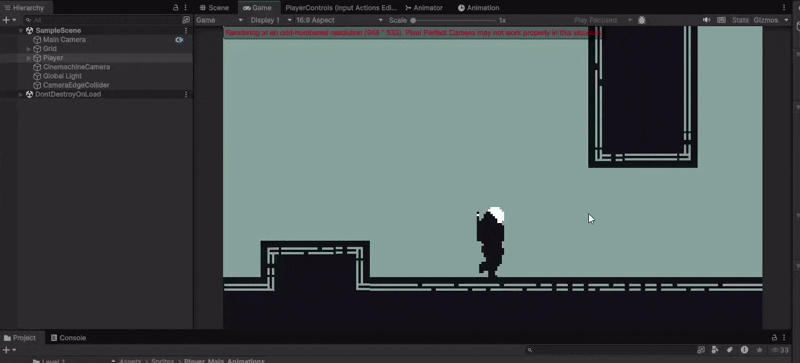 Hierarchy
Scene
Game
PlayerControls (Input Actions Edi...
Animator
Animation
All
Game
Display 1
16:9 Aspect
Scale
1x
Play Focused
Stats
Gizmos
SampleScene
Main Camera
Grid
Player
CinemachineCamera
Global Light
CameraEdgeCollider
DontDestroyOnLoad
Rendering at an odd-numbered resolution (948 * 533). Pixel Perfect Camera may not work properly in this situation.
Project
Console
33
Level 1
Assets > Sprites > Player_Main_Animations